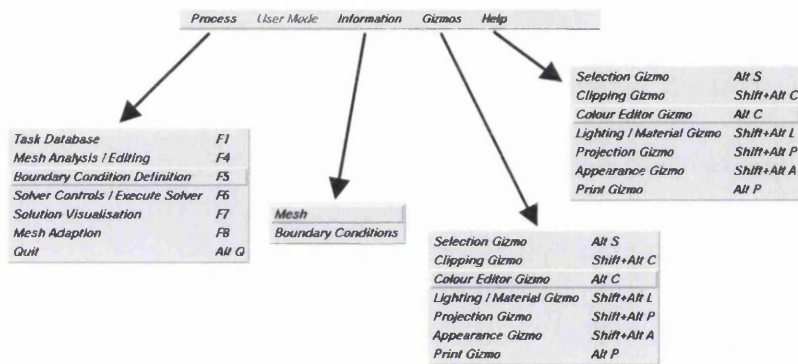 Process User Mode Information Gizmos Help
Task Database F1
Mesh Analysis / Editing F4
Boundary Condition Definition F5
Solver Controls / Execute Solver F6
Solution Visualisation F7
Mesh Adaption F8
Quit Alt Q
Mesh
Boundary Conditions
Selection Gizmo Alt S
Clipping Gizmo Shift+Alt C
Colour Editor Gizmo Alt C
Lighting / Material Gizmo Shift+Alt L
Projection Gizmo Shift+Alt P
Appearance Gizmo Shift+Alt A
Print Gizmo Alt P
Selection Gizmo Alt S
Clipping Gizmo Shift+Alt C
Colour Editor Gizmo Alt C
Lighting / Material Gizmo Shift+Alt L
Projection Gizmo Shift+Alt P
Appearance Gizmo Shift+Alt A
Print Gizmo Alt P